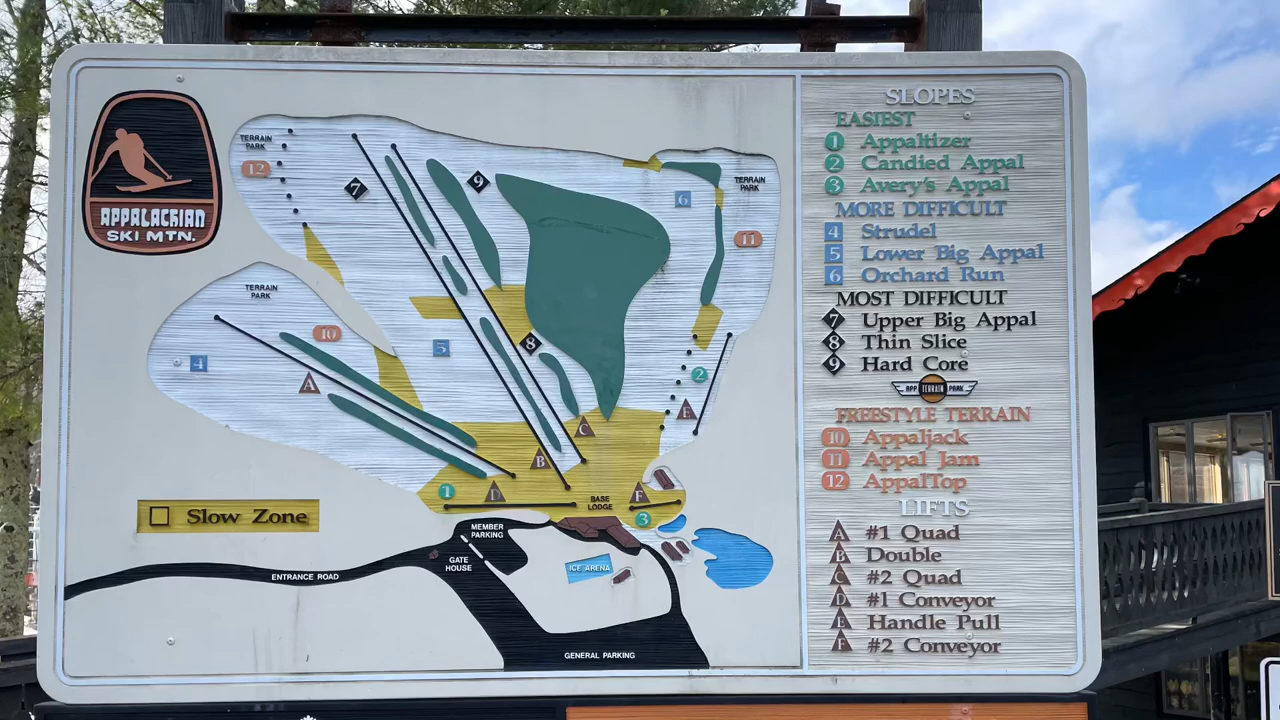 APPALACHIAN
SKI MTN.
TERRAIN
PARK
12
7
9
6
TERRAIN
PARK
11
TERRAIN
PARK
10
4
A
5
8
2
E
C
B
1
D
BASE
LODGE
F
3
Slow Zone
MEMBER
PARKING
GATE
HOUSE
ICE ARENA
ENTRANCE ROAD
GENERAL PARKING
SLOPES
EASIEST
1 Appaltizer
2 Candied Appal
3 Avery's Appal
MORE DIFFICULT
4 Strudel
5 Lower Big Appal
6 Orchard Run
MOST DIFFICULT
7 Upper Big Appal
8 Thin Slice
9 Hard Core
APP TERRAIN PARK
FREESTYLE TERRAIN
10 Appaljack
11 Appal Jam
12 AppalTop
LIFTS
A #1 Quad
B Double
C #2 Quad
D #1 Conveyor
E Handle Pull
F #2 Conveyor